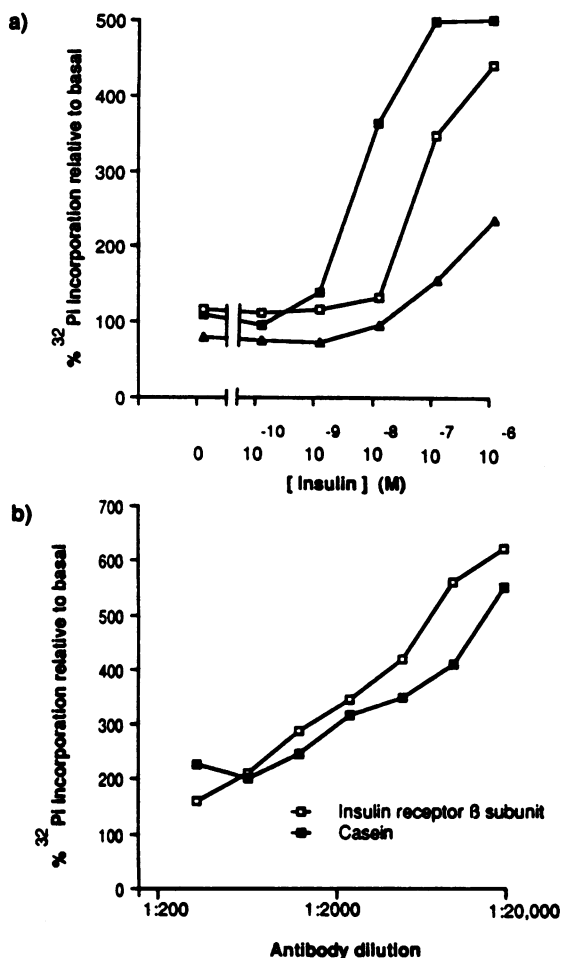 a)
% 32 Pi incorporation relative to basal
500
400
300
200
100
0
0 10 -10 10 -9 10 -8 10 -7 10 -6
[ Insulin ] (M)
b)
% 32 Pi incorporation relative to basal
700
600
500
400
300
200
100
0
Insulin receptor ß subunit
Casein
1:200 1:2000 1:20,000
Antibody dilution